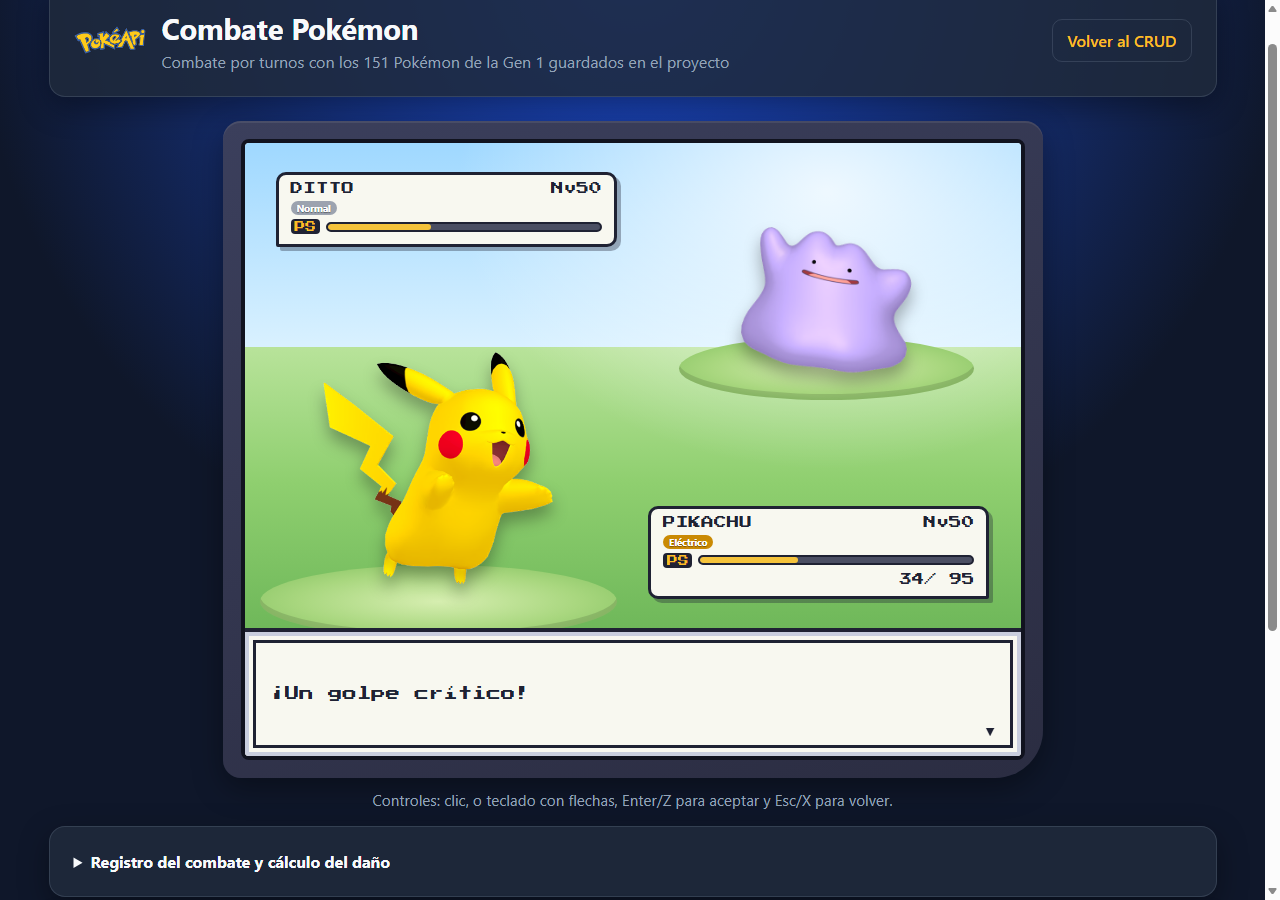 PokéApi
Combate Pokémon
Combate por turnos con los 151 Pokémon de la Gen 1 guardados en el proyecto
Volver al CRUD
DITTO Nv50
Normal
PS
PIKACHU Nv50
Eléctrico
PS
34/ 95
¡Un golpe crítico!
▼
Controles: clic, o teclado con flechas, Enter/Z para aceptar y Esc/X para volver.
▶ Registro del combate y cálculo del daño